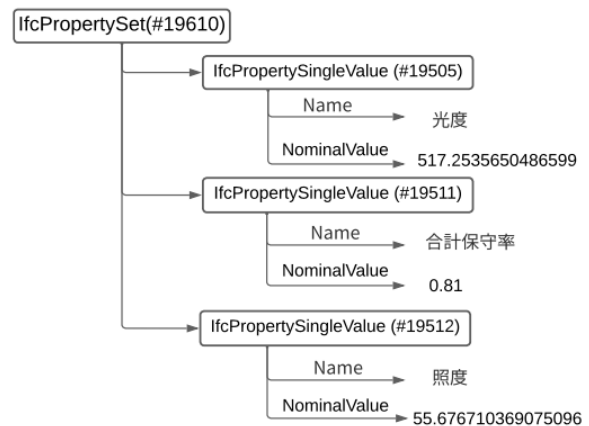 IfcPropertySet(#19610)
IfcPropertySingleValue (#19505)
Name
光度
NominalValue
517.2535650486599
IfcPropertySingleValue (#19511)
Name
合計保守率
NominalValue
0.81
IfcPropertySingleValue (#19512)
Name
照度
NominalValue
55.676710369075096